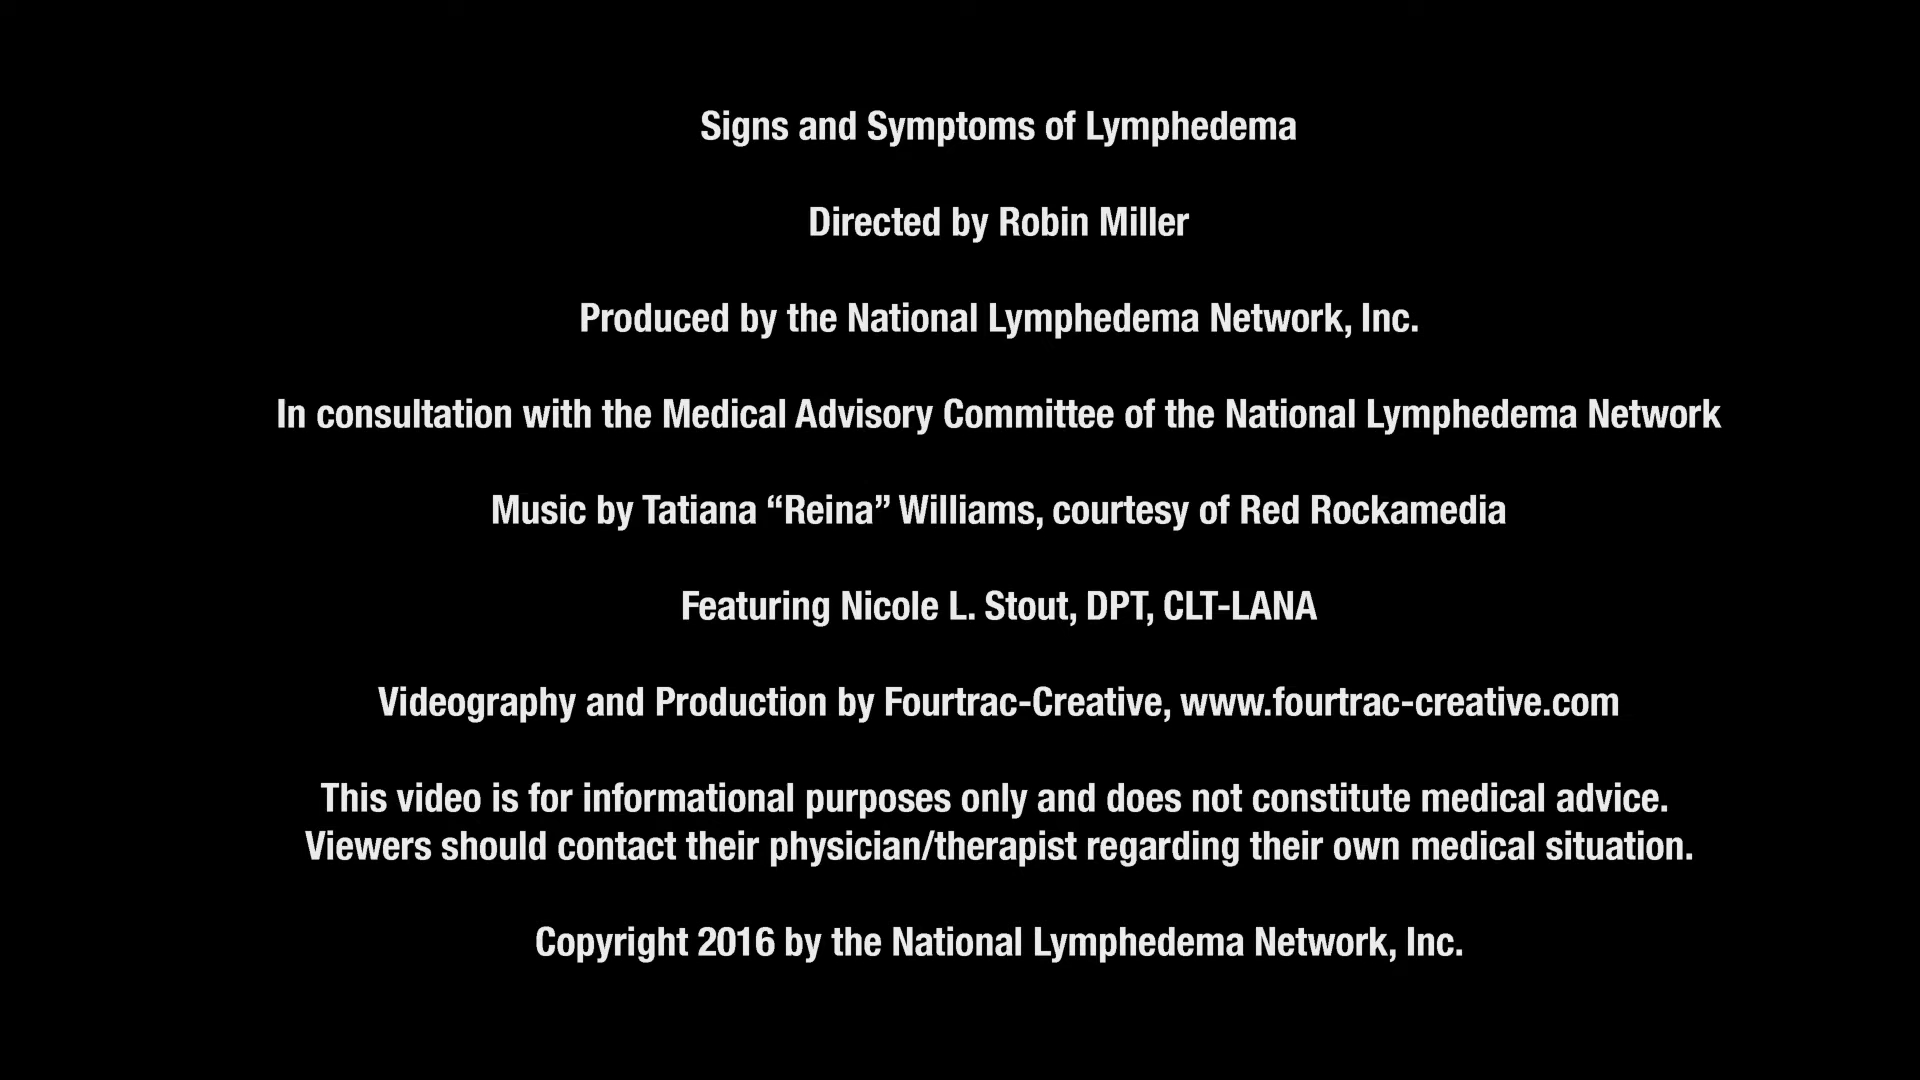 Signs and Symptoms of Lymphedema
Directed by Robin Miller
Produced by the National Lymphedema Network, Inc.
In consultation with the Medical Advisory Committee of the National Lymphedema Network
Music by Tatiana “Reina” Williams, courtesy of Red Rockamedia
Featuring Nicole L. Stout, DPT, CLT-LANA
Videography and Production by Fourtrac-Creative, www.fourtrac-creative.com
This video is for informational purposes only and does not constitute medical advice.
Viewers should contact their physician/therapist regarding their own medical situation.
Copyright 2016 by the National Lymphedema Network, Inc.